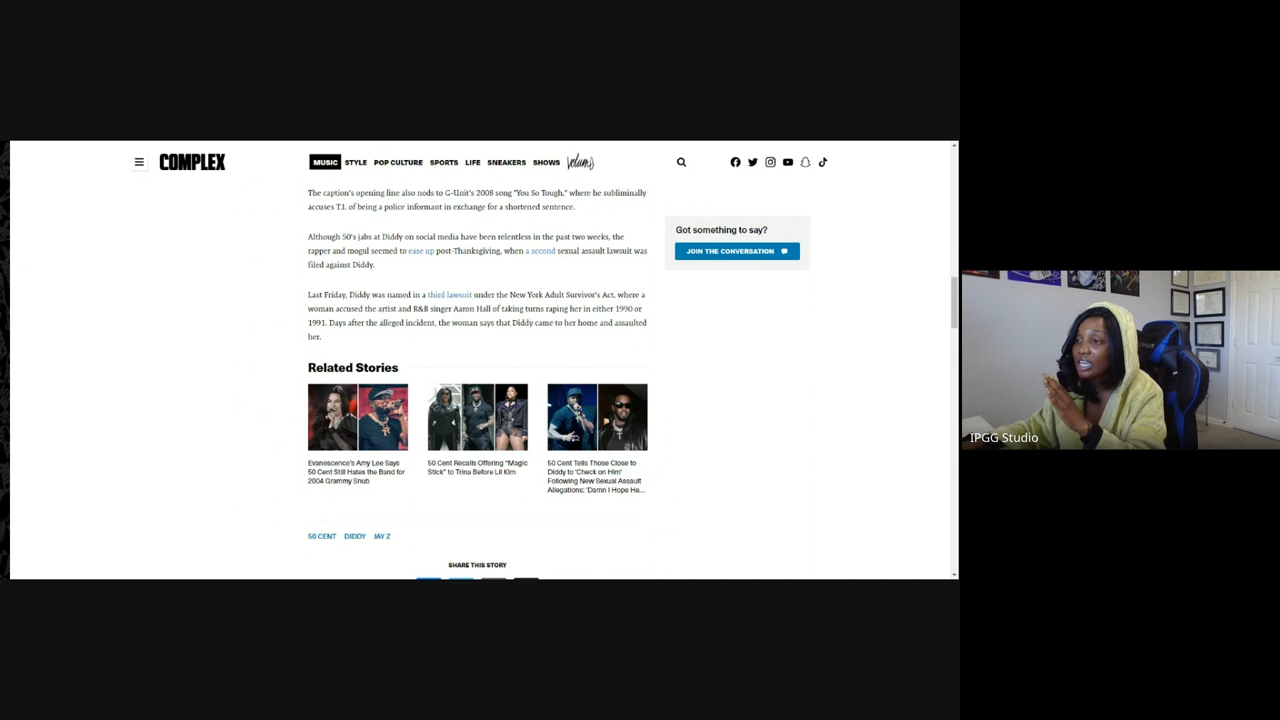 COMPLEX
MUSIC STYLE POP CULTURE SPORTS LIFE SNEAKERS SHOWS volume
The caption's opening line also nods to G-Unit's 2008 song "You So Tough," where he subliminally
accuses T.I. of being a police informant in exchange for a shortened sentence.
Although 50's jabs at Diddy on social media have been relentless in the past two weeks, the
rapper and mogul seemed to ease up post-Thanksgiving, when a second sexual assault lawsuit was
filed against Diddy.
Last Friday, Diddy was named in a third lawsuit under the New York Adult Survivor's Act, where a
woman accused the artist and R&B singer Aaron Hall of taking turns raping her in either 1990 or
1991. Days after the alleged incident, the woman says that Diddy came to her home and assaulted
her.
Got something to say?
JOIN THE CONVERSATION
Related Stories
Evanescence's Amy Lee Says
50 Cent Still Hates the Band for
2004 Grammy Snub
50 Cent Recalls Offering "Magic
Stick" to Trina Before Lil Kim
50 Cent Tells Those Close to
Diddy to 'Check on Him'
Following New Sexual Assault
Allegations: 'Damn I Hope He...
50 CENT DIDDY JAY Z
SHARE THIS STORY
IPGG Studio